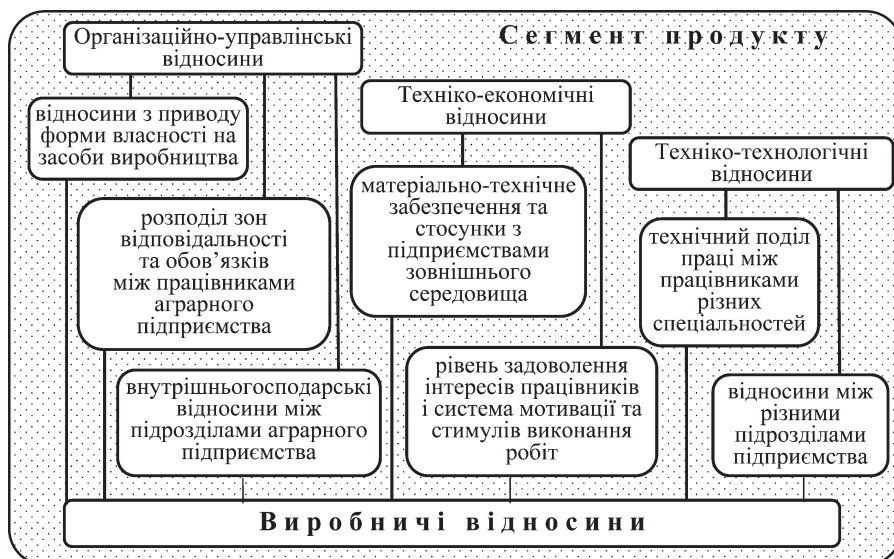 Сегмент продукту
Організаційно-управлінські
відносини
відносини з приводу
форми власності на
засоби виробництва
розподіл зон
відповідальності
та обов’язків
між працівниками
аграрного
підприємства
внутрішньогосподарські
відносини між
підрозділами аграрного
підприємства
Техніко-економічні
відносини
матеріально-технічне
забезпечення та
стосунки з
підприємствами
зовнішнього
середовища
рівень задоволення
інтересів працівників
і система мотивації та
стимулів виконання
робіт
Техніко-технологічні
відносини
технічний поділ
праці між
працівниками
різних
спеціальностей
відносини між
різними
підрозділами
підприємства
Виробничі відносини